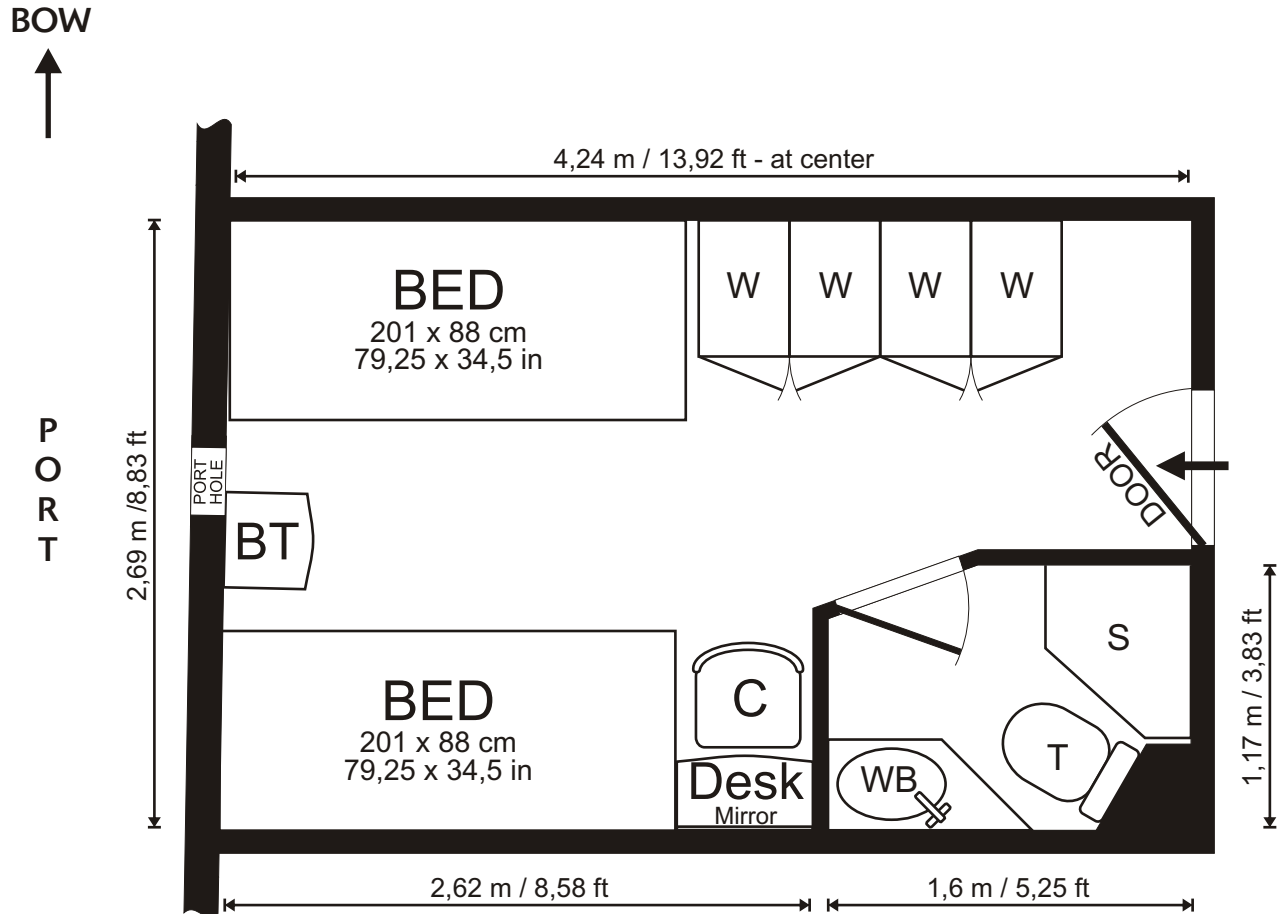 BOW
4,24 m / 13,92 ft - at center
BED
201 x 88 cm
79,25 x 34,5 in
W
W
W
W
PORT
2,69 m /8,83 ft
PORT
HOLE
BT
DOOR
BED
201 x 88 cm
79,25 x 34,5 in
C
Desk
Mirror
S
T
WB
1,17 m / 3,83 ft
2,62 m / 8,58 ft
1,6 m / 5,25 ft